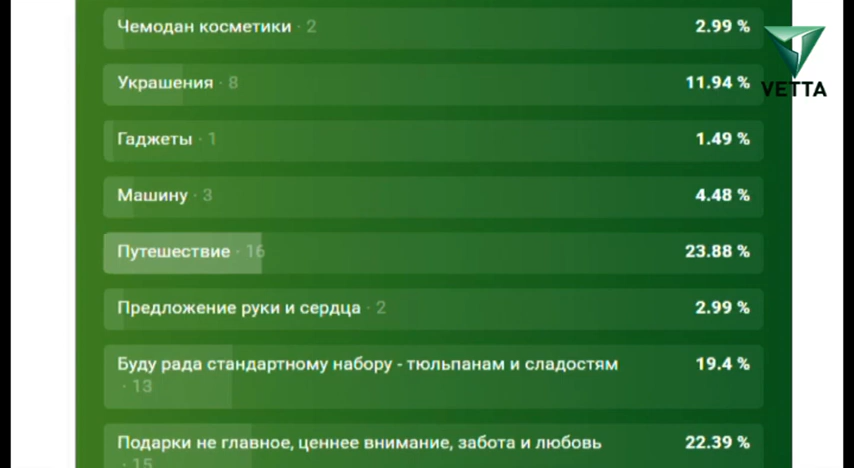 Чемодан косметики · 2 2.99 %
Украшения · 8 11.94 %
VETTA
Гаджеты · 1 1.49 %
Машину · 3 4.48 %
Путешествие · 16 23.88 %
Предложение руки и сердца · 2 2.99 %
Буду рада стандартному набору - тюльпанам и сладостям 19.4 %
· 13
Подарки не главное, ценнее внимание, забота и любовь 22.39 %
· 15